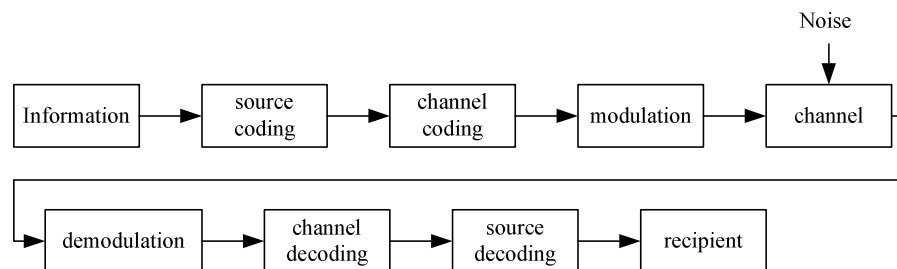 Noise
Information
source
coding
channel
coding
modulation
channel
demodulation
channel
decoding
source
decoding
recipient